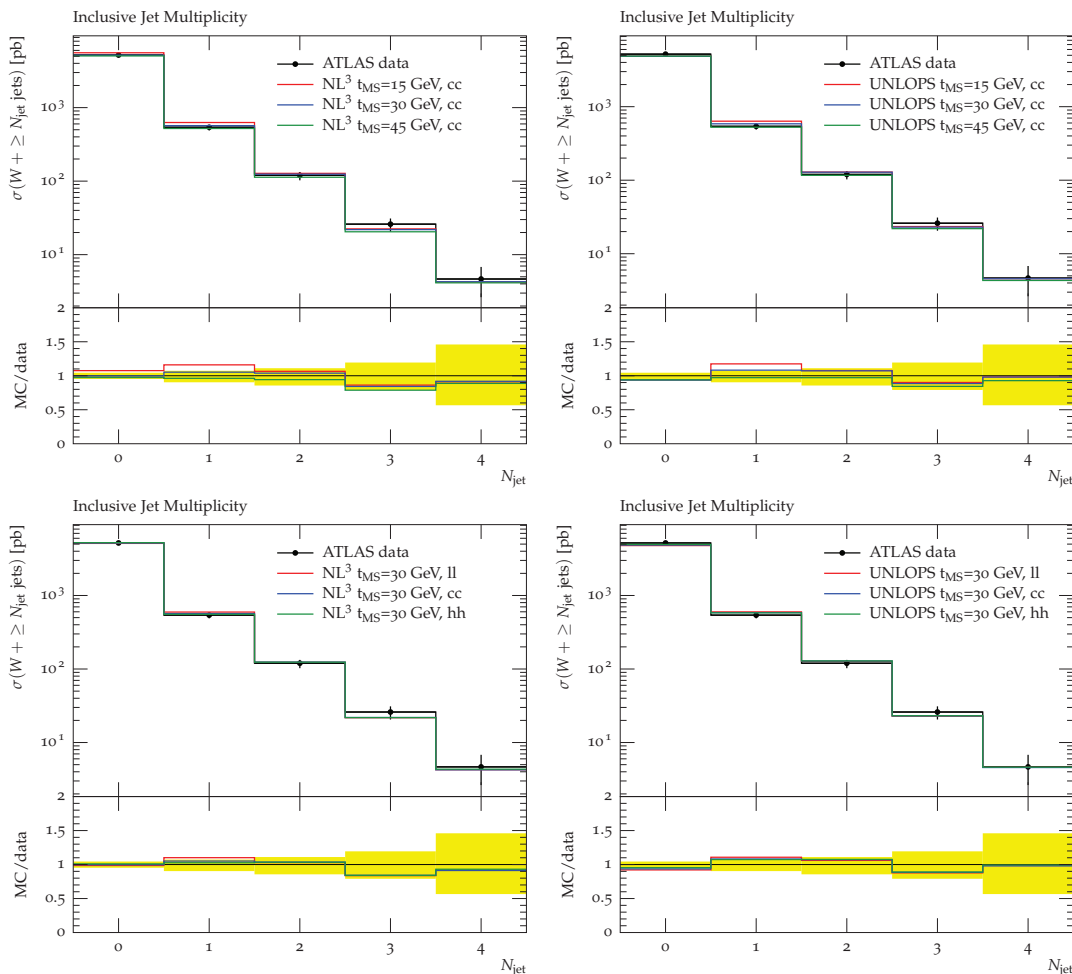 Inclusive Jet Multiplicity
σ(W + ≥ N_jet jets) [pb]
ATLAS data
NL³ t_MS=15 GeV, cc
NL³ t_MS=30 GeV, cc
NL³ t_MS=45 GeV, cc
10³
10²
10¹
MC/data
2
1.5
1
0.5
0
0 1 2 3 4
N_jet
Inclusive Jet Multiplicity
σ(W + ≥ N_jet jets) [pb]
ATLAS data
UNLOPS t_MS=15 GeV, cc
UNLOPS t_MS=30 GeV, cc
UNLOPS t_MS=45 GeV, cc
10³
10²
10¹
MC/data
2
1.5
1
0.5
0
0 1 2 3 4
N_jet
Inclusive Jet Multiplicity
σ(W + ≥ N_jet jets) [pb]
ATLAS data
NL³ t_MS=30 GeV, ll
NL³ t_MS=30 GeV, cc
NL³ t_MS=30 GeV, hh
10³
10²
10¹
MC/data
2
1.5
1
0.5
0
0 1 2 3 4
N_jet
Inclusive Jet Multiplicity
σ(W + ≥ N_jet jets) [pb]
ATLAS data
UNLOPS t_MS=30 GeV, ll
UNLOPS t_MS=30 GeV, cc
UNLOPS t_MS=30 GeV, hh
10³
10²
10¹
MC/data
2
1.5
1
0.5
0
0 1 2 3 4
N_jet